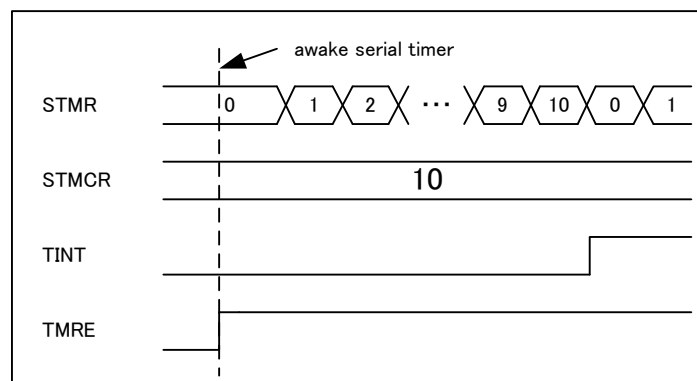 awake serial timer
STMR 0 1 2 ··· 9 10 0 1
STMCR 10
TINT
TMRE